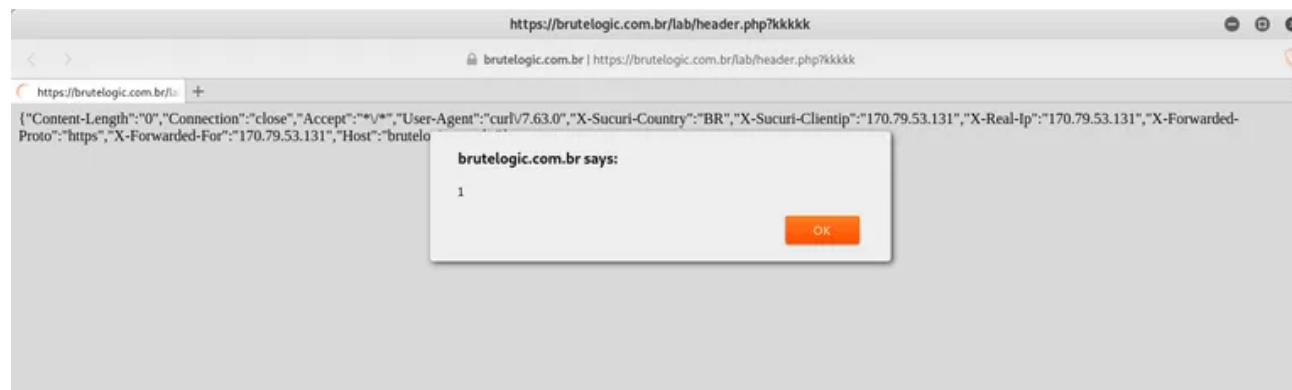 https://brutelogic.com.br/lab/header.php?kkkkk
brutelogic.com.br | https://brutelogic.com.br/lab/header.php?kkkkk
https://brutelogic.com.br/la
{"Content-Length":"0","Connection":"close","Accept":"*\/*","User-Agent":"curl\/7.63.0","X-Sucuri-Country":"BR","X-Sucuri-Clientip":"170.79.53.131","X-Real-Ip":"170.79.53.131","X-Forwarded-
Proto":"https","X-Forwarded-For":"170.79.53.131","Host":"brutelo
brutelogic.com.br says:
1
OK